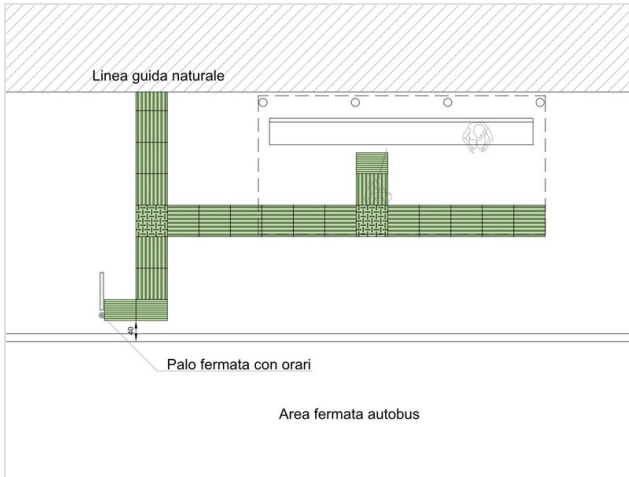 Linea guida naturale
40
Palo fermata con orari
Area fermata autobus